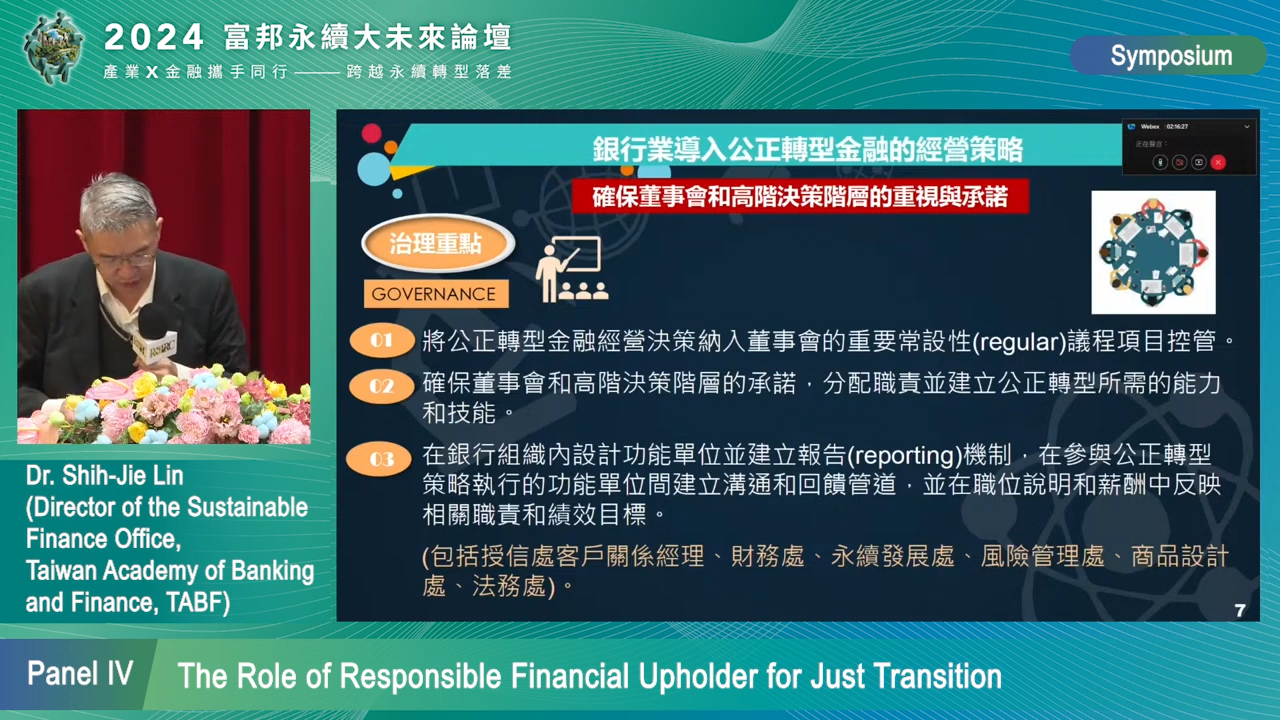 2024 富邦永續大未來論壇
產業X金融攜手同行——跨越永續轉型落差
Symposium
銀行業導入公正轉型金融的經營策略
Webex 02:16:27
正在聲音：
確保董事會和高階決策階層的重視與承諾
治理重點
GOVERNANCE
01 將公正轉型金融經營決策納入董事會的重要常設性(regular)議程項目控管。
02 確保董事會和高階決策階層的承諾，分配職責並建立公正轉型所需的能力
和技能。
03 在銀行組織內設計功能單位並建立報告(reporting)機制，在參與公正轉型
策略執行的功能單位間建立溝通和回饋管道，並在職位說明和薪酬中反映
相關職責和績效目標。
(包括授信處客戶關係經理、財務處、永續發展處、風險管理處、商品設計
處、法務處)。
7
Dr. Shih-Jie Lin
(Director of the Sustainable
Finance Office,
Taiwan Academy of Banking
and Finance, TABF)
Panel IV
The Role of Responsible Financial Upholder for Just Transition